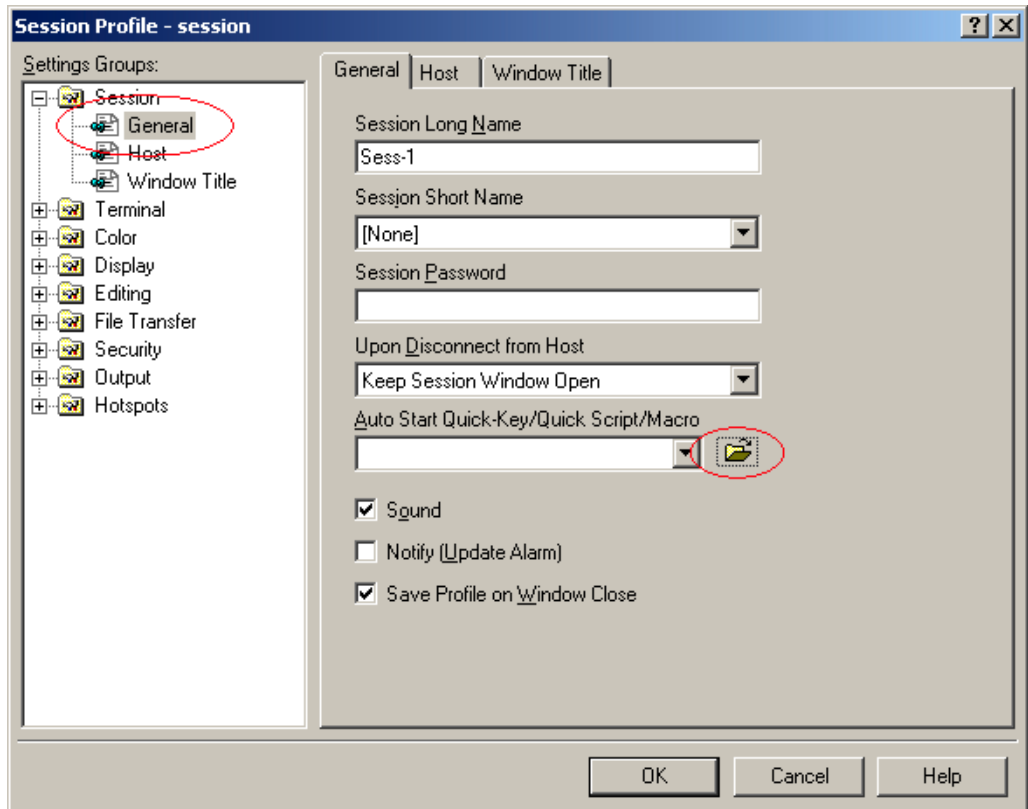 Session Profile - session
Settings Groups:
Session
General
Host
Window Title
Terminal
Color
Display
Editing
File Transfer
Security
Output
Hotspots
General Host Window Title
Session Long Name
Sess-1
Session Short Name
[None]
Session Password
Upon Disconnect from Host
Keep Session Window Open
Auto Start Quick-Key/Quick Script/Macro
Sound
Notify (Update Alarm)
Save Profile on Window Close
OK Cancel Help